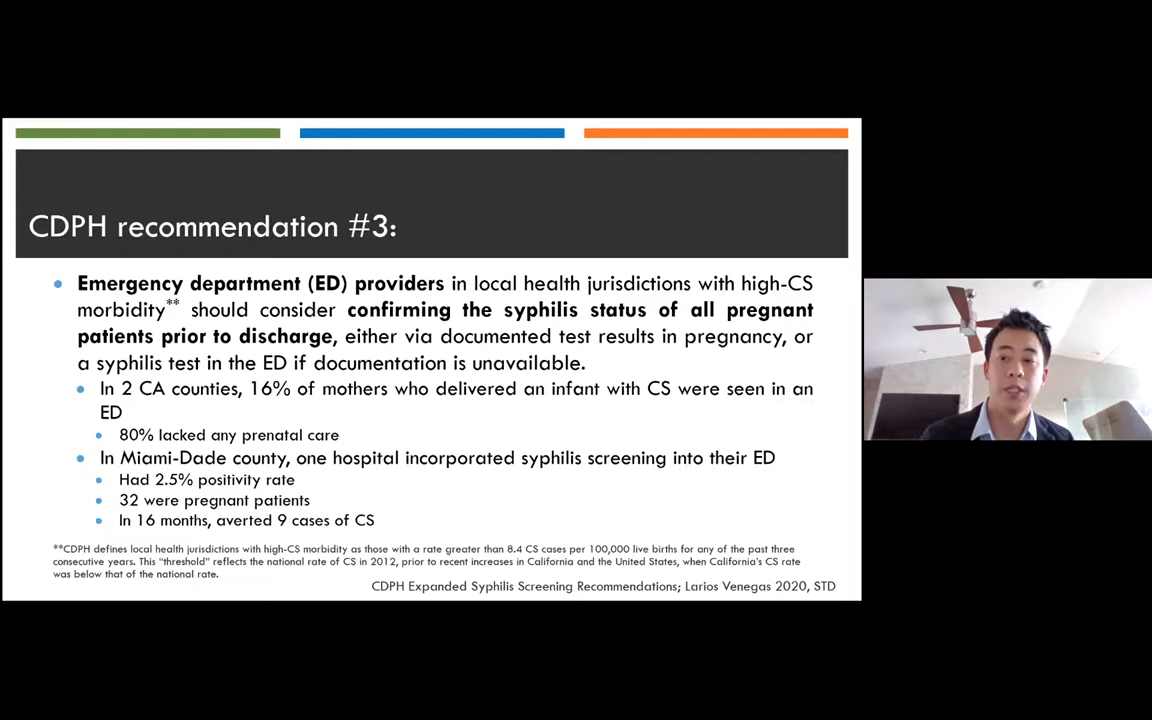 CDPH recommendation #3:
Emergency department (ED) providers in local health jurisdictions with high-CS
morbidity** should consider confirming the syphilis status of all pregnant
patients prior to discharge, either via documented test results in pregnancy, or
a syphilis test in the ED if documentation is unavailable.
In 2 CA counties, 16% of mothers who delivered an infant with CS were seen in an
ED
80% lacked any prenatal care
In Miami-Dade county, one hospital incorporated syphilis screening into their ED
Had 2.5% positivity rate
32 were pregnant patients
In 16 months, averted 9 cases of CS
**CDPH defines local health jurisdictions with high-CS morbidity as those with a rate greater than 8.4 CS cases per 100,000 live births for any of the past three
consecutive years. This "threshold" reflects the national rate of CS in 2012, prior to recent increases in California and the United States, when California's CS rate
was below that of the national rate.
CDPH Expanded Syphilis Screening Recommendations; Larios Venegas 2020, STD